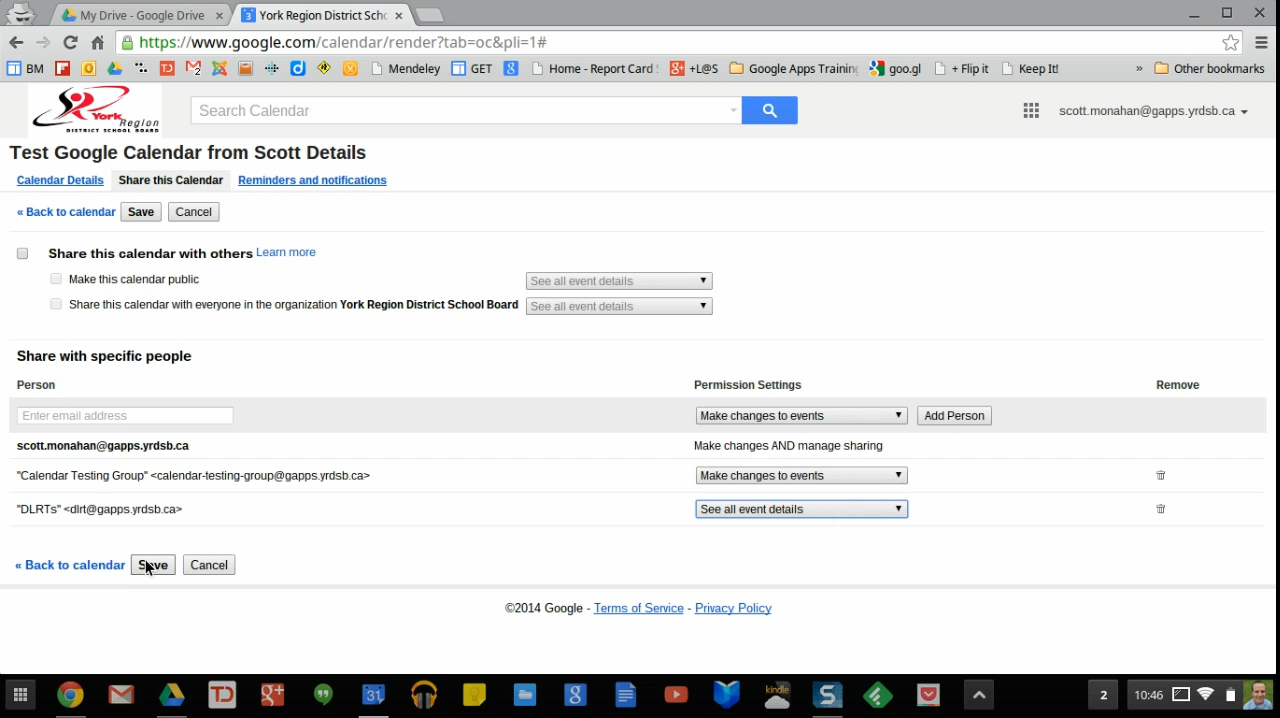 My Drive - Google Drive
York Region District Scho
https://www.google.com/calendar/render?tab=oc&pli=1#
BM
Mendeley
GET
Home - Report Card
+L@S
Google Apps Training
goo.gl
+ Flip it
Keep It!
»
Other bookmarks
York Region
DISTRICT SCHOOL BOARD
Search Calendar
scott.monahan@gapps.yrdsb.ca
Test Google Calendar from Scott Details
Calendar Details
Share this Calendar
Reminders and notifications
« Back to calendar
Save
Cancel
Share this calendar with others
Learn more
Make this calendar public
See all event details
Share this calendar with everyone in the organization York Region District School Board
See all event details
Share with specific people
Person
Permission Settings
Remove
Enter email address
Make changes to events
Add Person
scott.monahan@gapps.yrdsb.ca
Make changes AND manage sharing
"Calendar Testing Group" <calendar-testing-group@gapps.yrdsb.ca>
Make changes to events
"DLRTs" <dlrt@gapps.yrdsb.ca>
See all event details
« Back to calendar
Save
Cancel
©2014 Google - Terms of Service - Privacy Policy
31
kindle
2
10:46